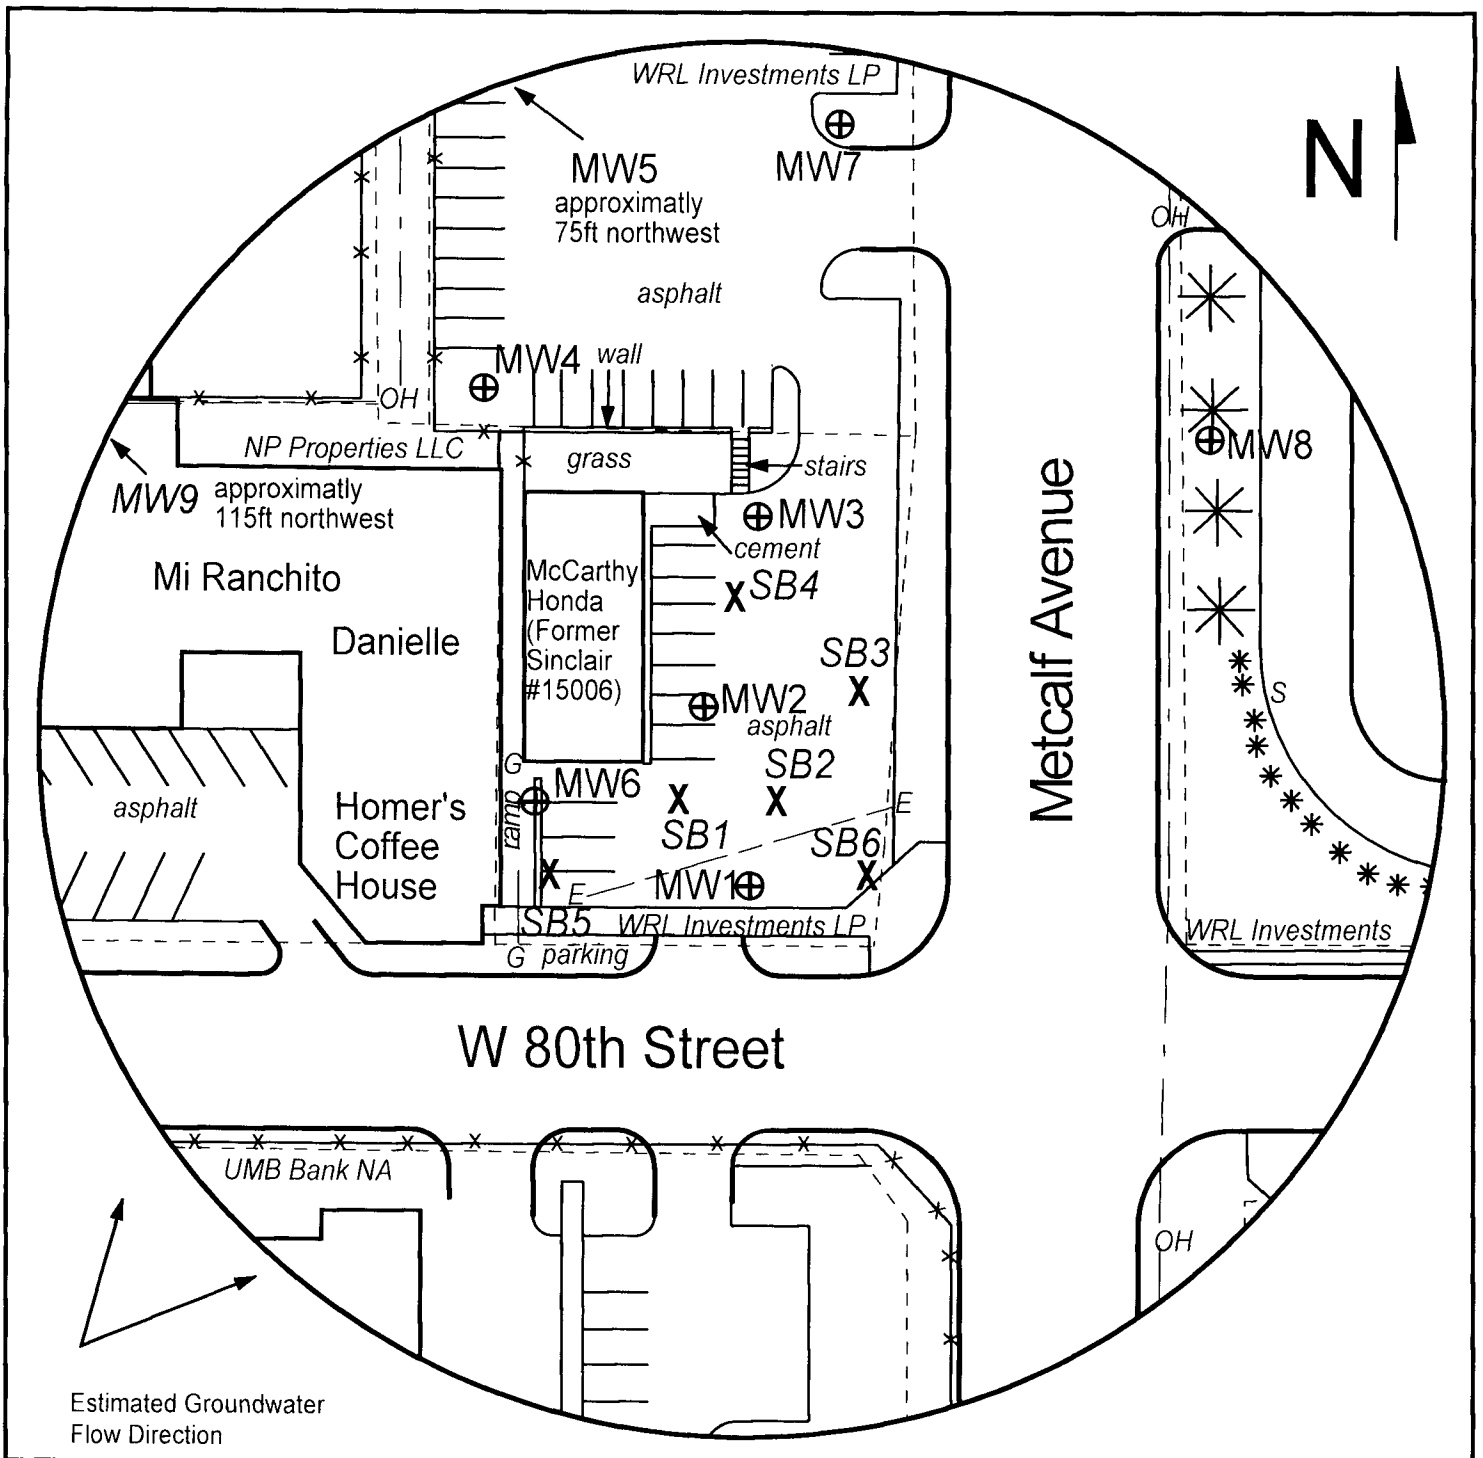 WRL Investments LP
N
MW7
MW5
approximatly
75ft northwest
OH
asphalt
MW4
wall
OH
NP Properties LLC
grass
stairs
MW8
MW9
approximatly
115ft northwest
MW3
cement
Mi Ranchito
McCarthy
Honda
(Former
Sinclair
#15006)
SB4
Danielle
SB3
Metcalf Avenue
S
MW2
asphalt
G
SB2
MW6
ramp
asphalt
Homer's
Coffee
House
SB1
E
SB6
MW1
E
SB5
WRL Investments LP
WRL Investments
G
parking
W 80th Street
UMB Bank NA
OH
Estimated Groundwater
Flow Direction